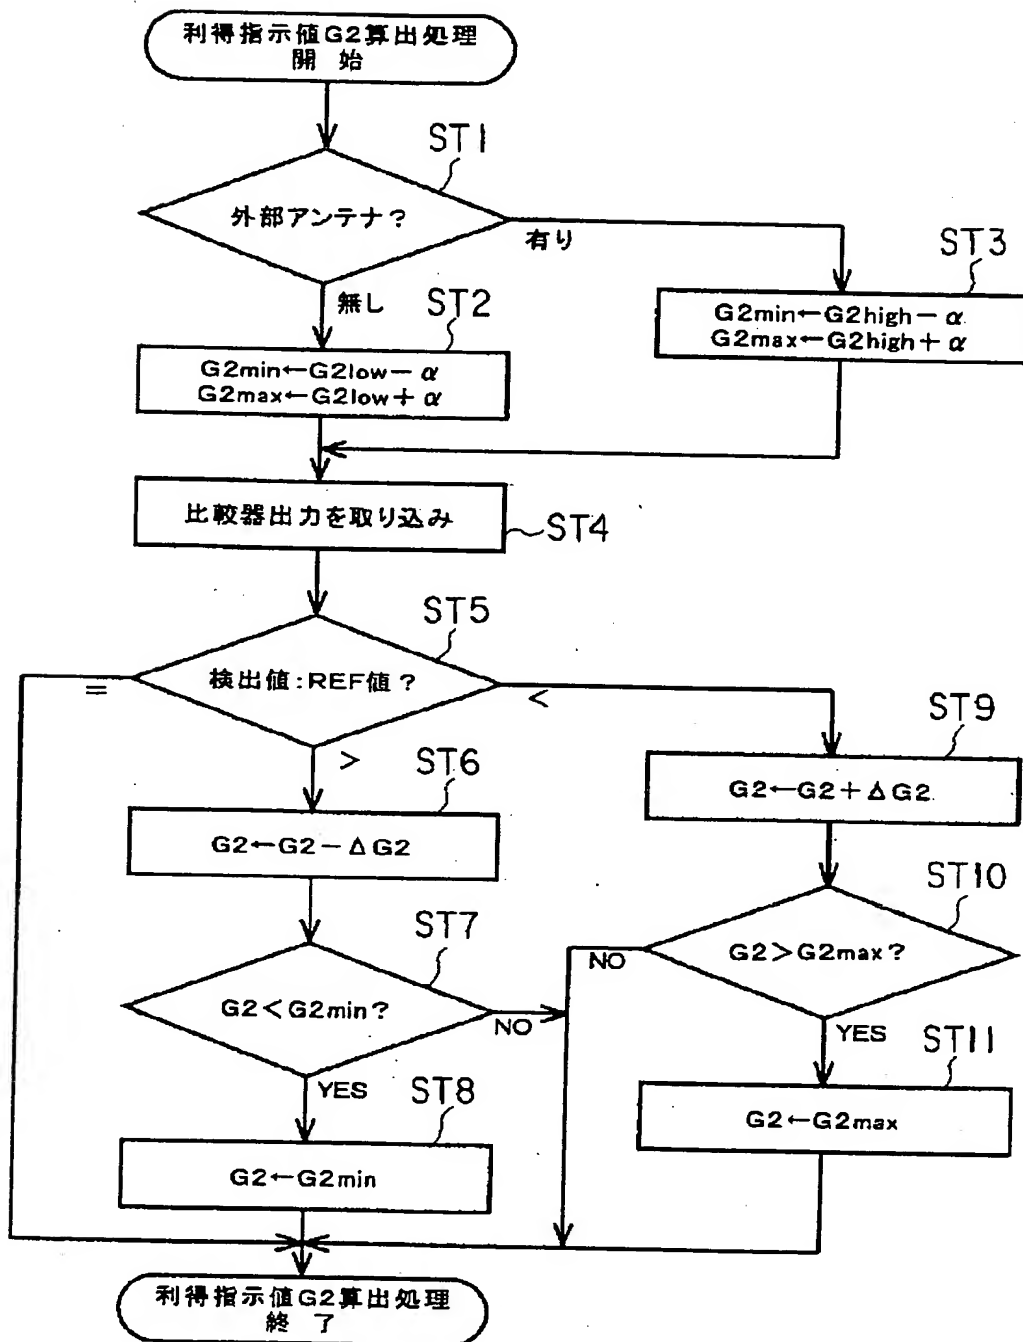 利得指示値G2算出処理
開 始
ST1
外部アンテナ?
有り
ST3
無し
ST2
G2min←G2high−α
G2max←G2high+α
G2min←G2low−α
G2max←G2low+α
比較器出力を取り込み
ST4
ST5
検出値:REF値?
=
<
>
ST9
ST6
G2←G2+ΔG2
G2←G2−ΔG2
ST10
ST7
G2>G2max?
NO
G2<G2min?
NO
YES
ST11
YES
ST8
G2←G2max
G2←G2min
利得指示値G2算出処理
終 了